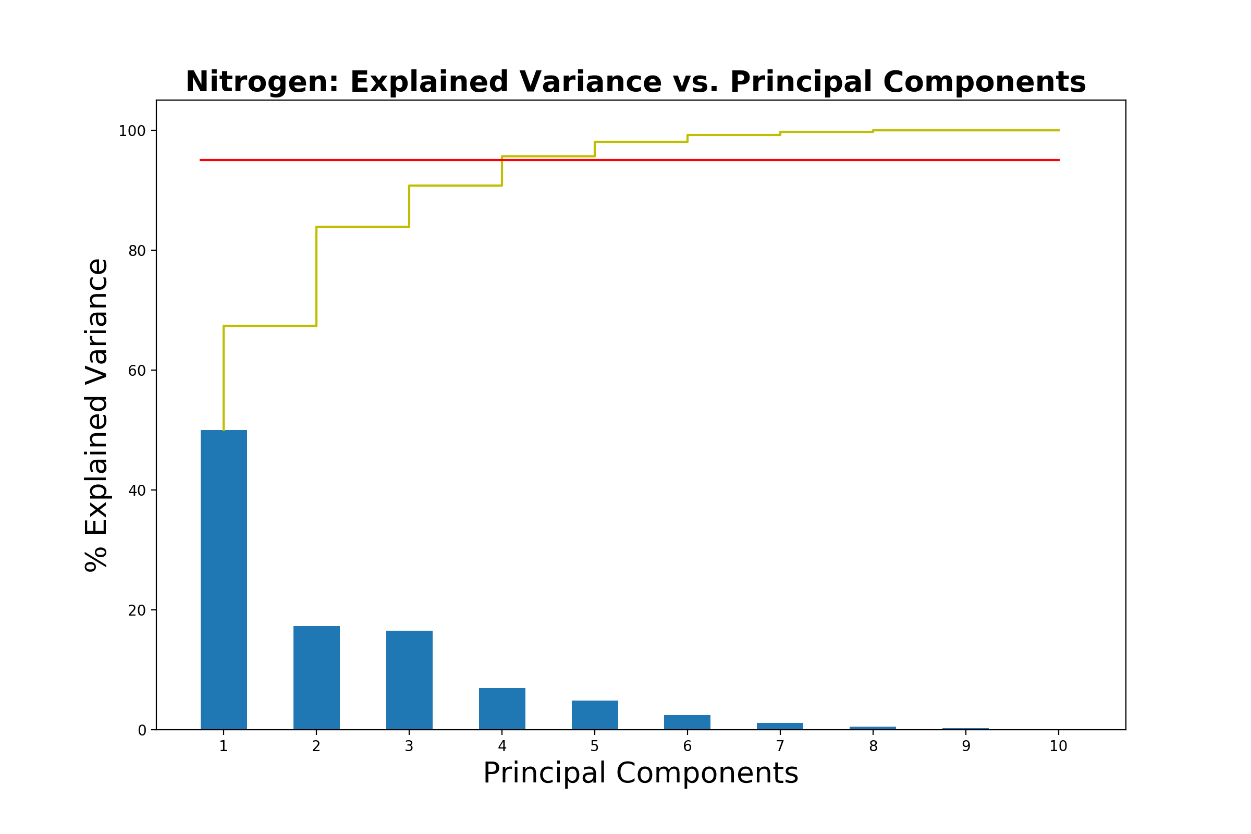 Nitrogen: Explained Variance vs. Principal Components
% Explained Variance
100
80
60
40
20
0
1 2 3 4 5 6 7 8 9 10
Principal Components